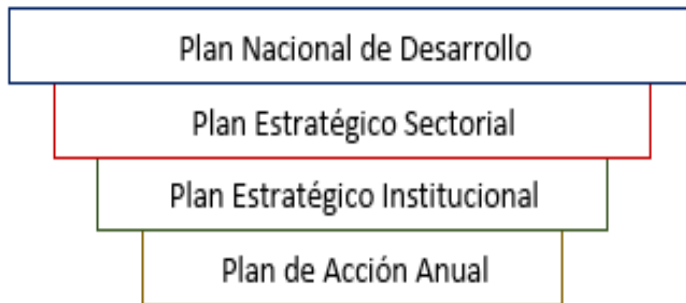 Plan Nacional de Desarrollo
Plan Estratégico Sectorial
Plan Estratégico Institucional
Plan de Acción Anual